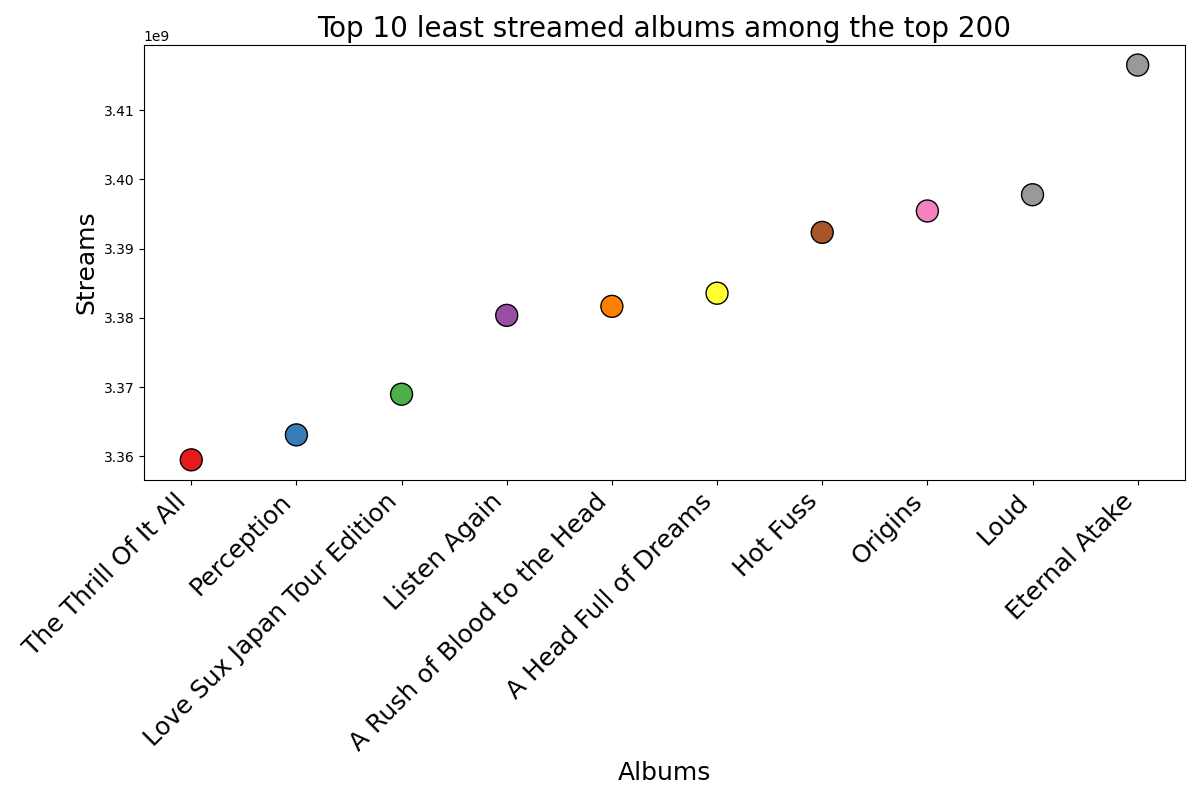 Top 10 least streamed albums among the top 200
1e9
3.41
3.40
3.39
3.38
3.37
3.36
Streams
The Thrill Of It All
Perception
Love Sux Japan Tour Edition
Listen Again
A Rush of Blood to the Head
A Head Full of Dreams
Hot Fuss
Origins
Loud
Eternal Atake
Albums